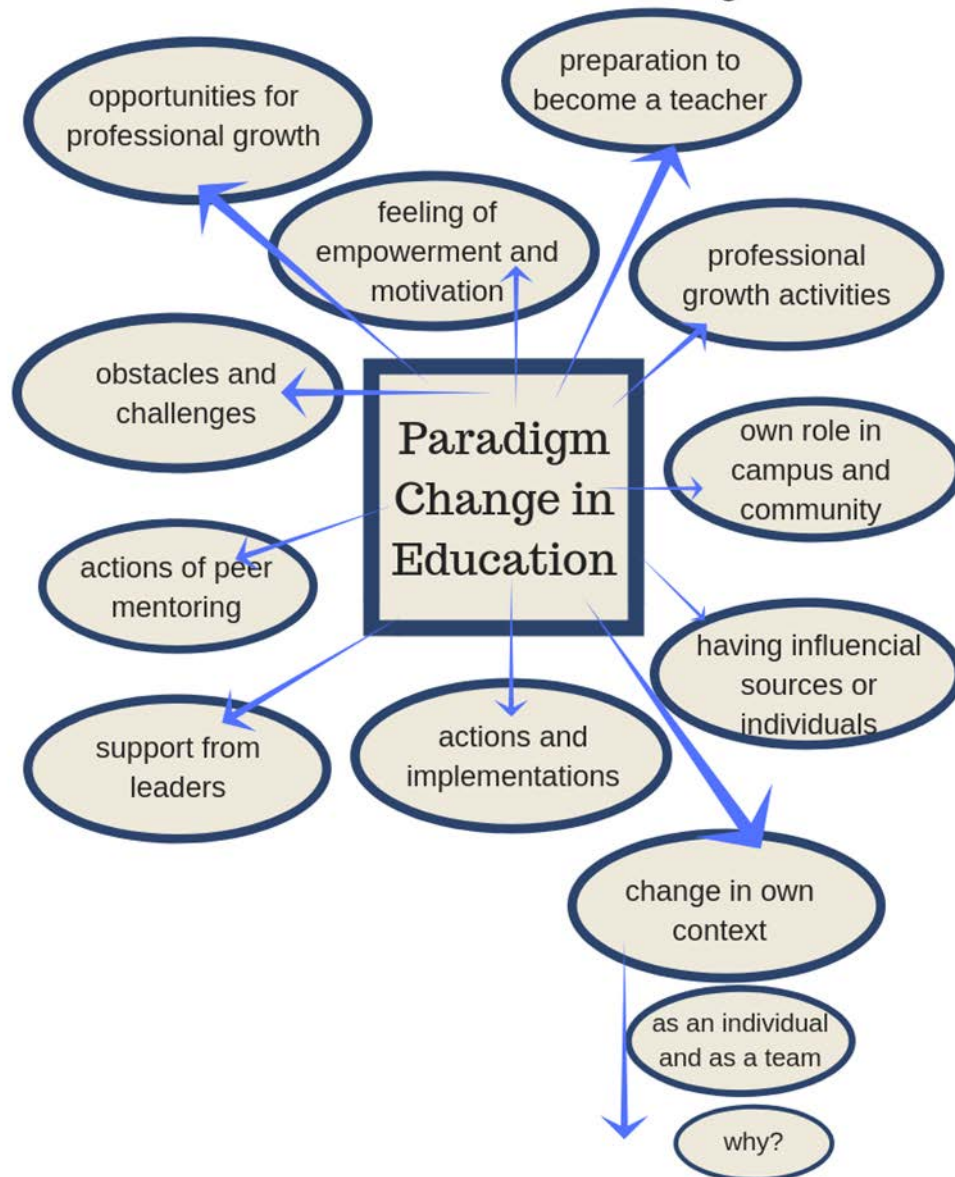 preparation to
become a teacher
opportunities for
professional growth
feeling of
empowerment and
motivation
professional
growth activities
obstacles and
challenges
Paradigm
Change in
Education
own role in
campus and
community
actions of peer
mentoring
having influencial
sources or
individuals
support from
leaders
actions and
implementations
change in own
context
as an individual
and as a team
why?